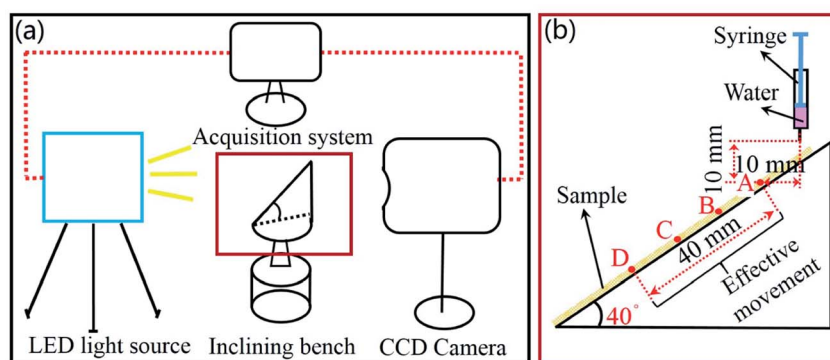 (a)
Acquisition system
LED light source
Inclining bench
CCD Camera
(b)
Syringe
Water
10 mm
10 mm
A
B
C
D
Sample
40 mm
Effective
movement
40°